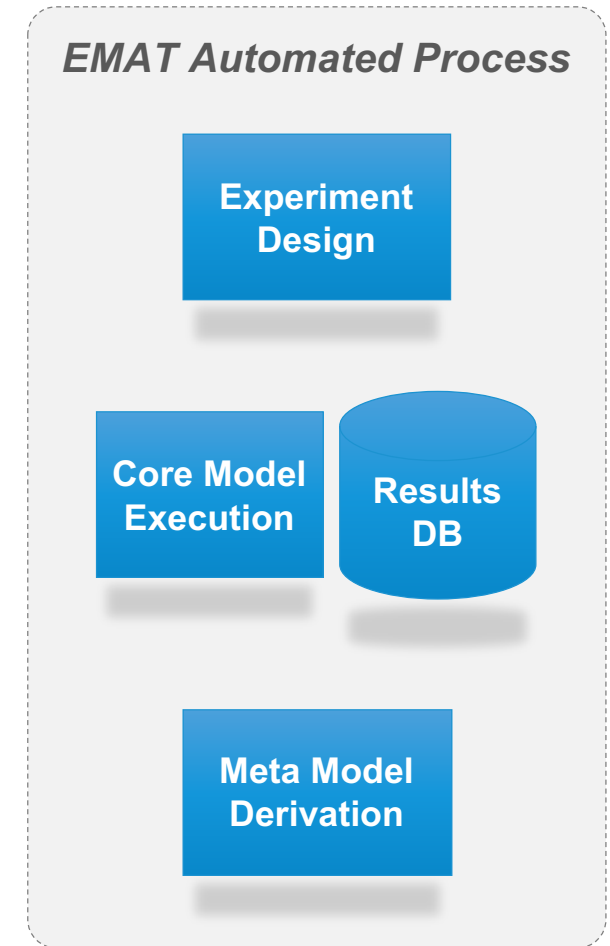 EMAT Automated Process
Experiment
Design
Core Model
Execution
Results
DB
Meta Model
Derivation